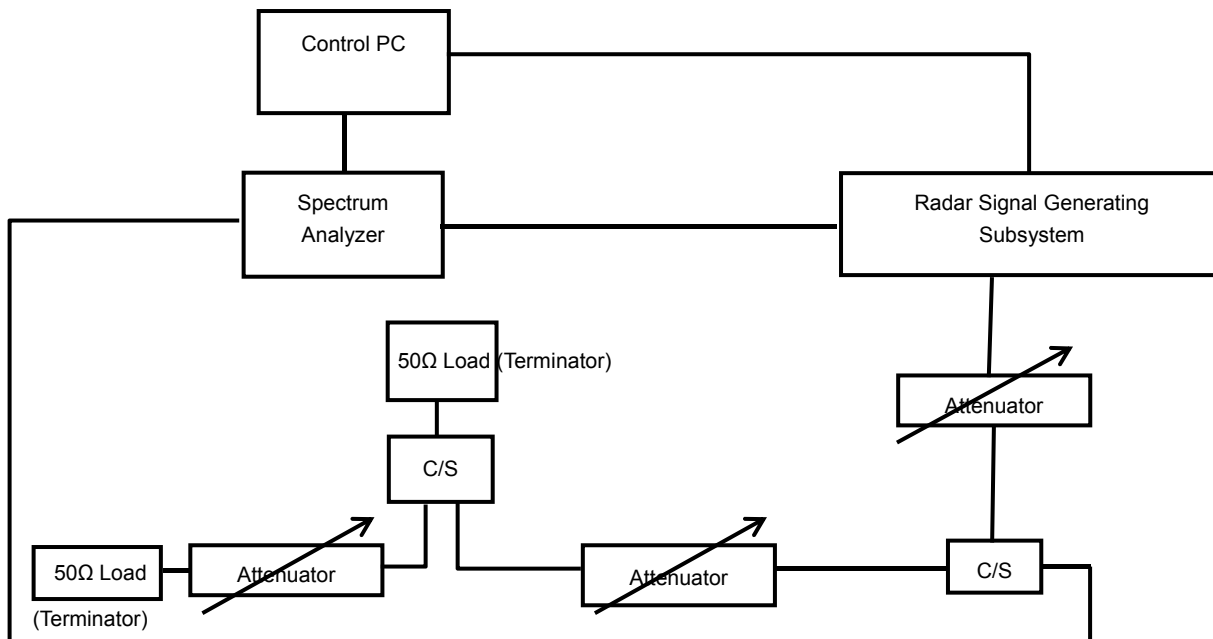 Control PC
Spectrum
Analyzer
Radar Signal Generating
Subsystem
50Ω Load (Terminator)
Attenuator
C/S
50Ω Load
(Terminator)
Attenuator
Attenuator
C/S